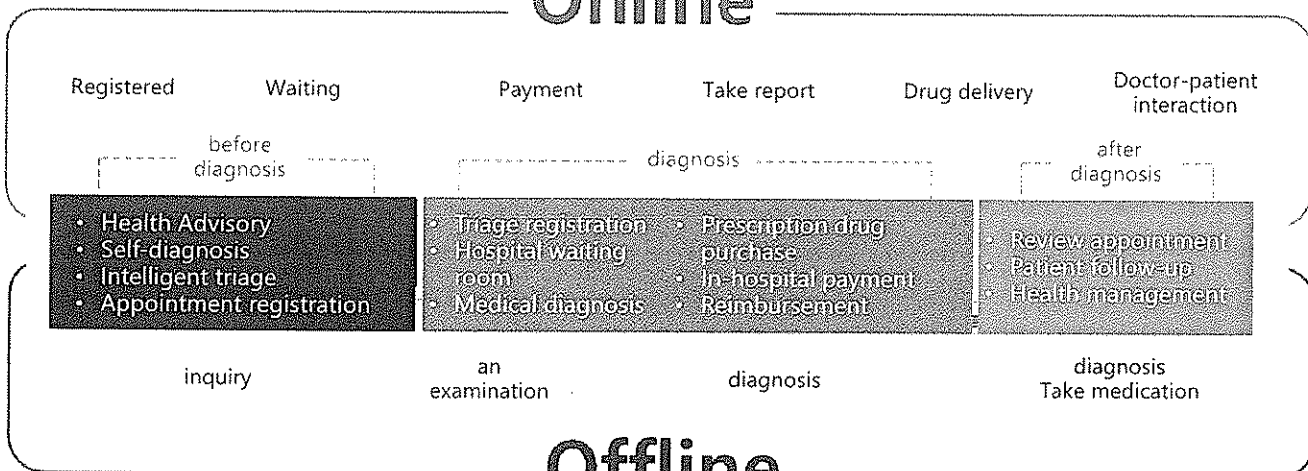 Online
Registered
Waiting
Payment
Take report
Drug delivery
Doctor-patient
interaction
before
diagnosis
diagnosis
after
diagnosis
• Health Advisory
• Self-diagnosis
• Intelligent triage
• Appointment registration
• Triage registration
• Hospital waiting
room
• Medical diagnosis
• Prescription drug
purchase
• In-hospital payment
• Reimbursement
• Review appointment
• Patient follow-up
• Health management
inquiry
an
examination
diagnosis
diagnosis
Take medication
Offline